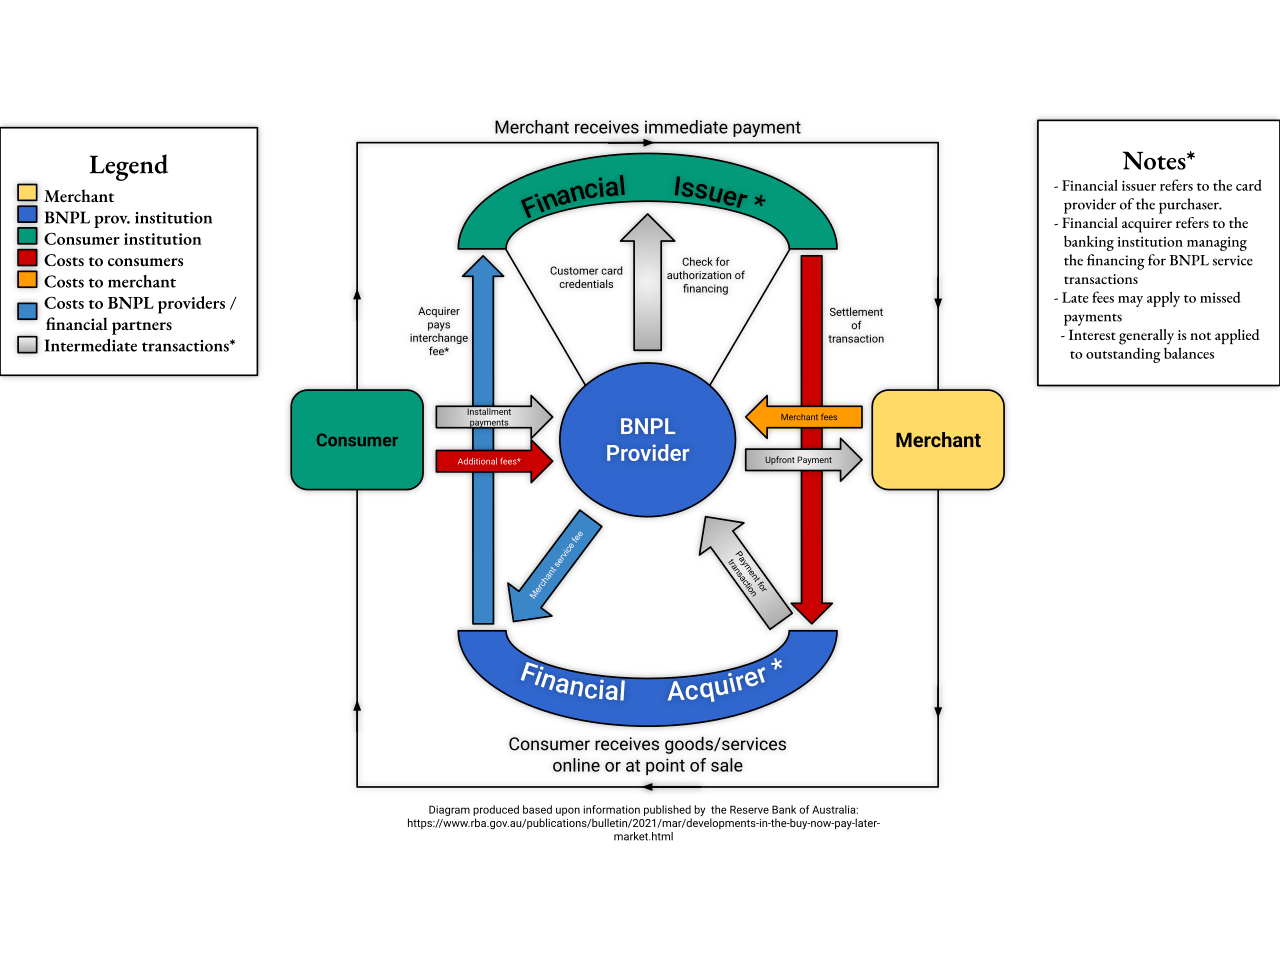 Merchant receives immediate payment
Legend
Merchant
BNPL prov. institution
Consumer institution
Costs to consumers
Costs to merchant
Costs to BNPL providers /
financial partners
Intermediate transactions*
Notes*
- Financial issuer refers to the card
provider of the purchaser.
- Financial acquirer refers to the
banking institution managing
the financing for BNPL service
transactions
- Late fees may apply to missed
payments
- Interest generally is not applied
to outstanding balances
Financial Issuer *
Customer card
credentials
Check for
authorization of
financing
Acquirer
pays
interchange
fee*
Settlement
of
transaction
Consumer
Installment
payments
Additional fees*
BNPL
Provider
Merchant fees
Upfront Payment
Merchant
Merchant service fee
Payment for
transaction
Financial Acquirer *
Consumer receives goods/services
online or at point of sale
Diagram produced based upon information published by the Reserve Bank of Australia:
https://www.rba.gov.au/publications/bulletin/2021/mar/developments-in-the-buy-now-pay-later-
market.html